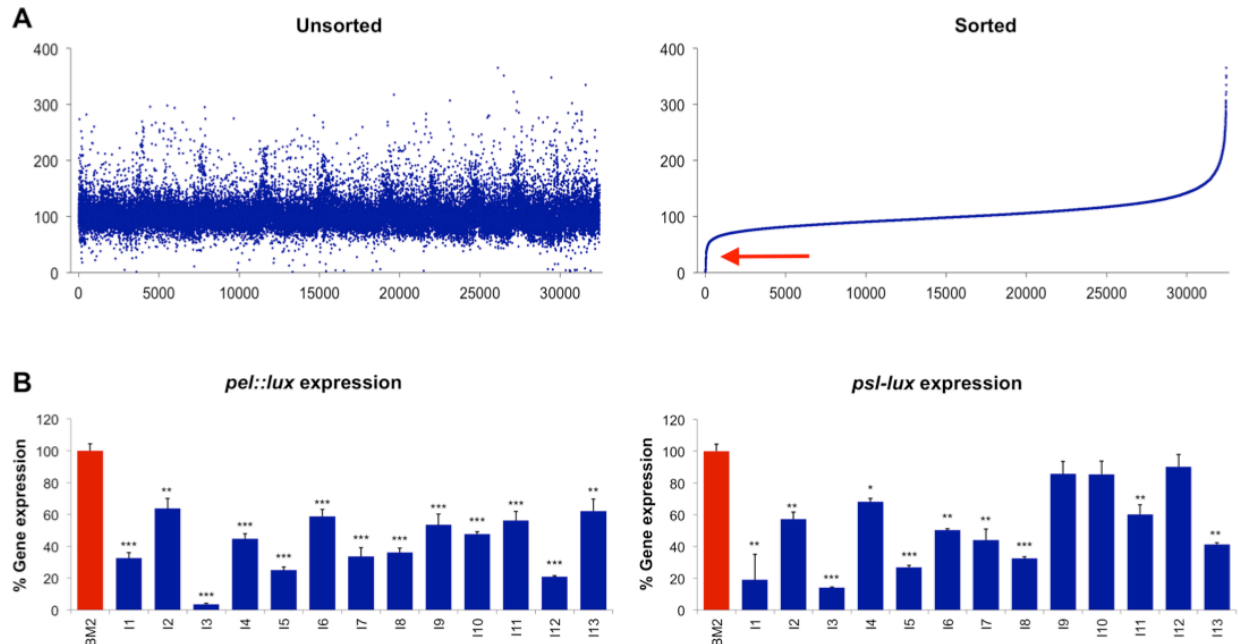 A
Unsorted
Sorted
400
300
200
100
0
0 5000 10000 15000 20000 25000 30000
400
300
200
100
0
0 5000 10000 15000 20000 25000 30000
B
pel::lux expression
psl-lux expression
% Gene expression
120
100
80
60
40
20
0
*** ** *** *** *** *** *** *** *** *** *** *** **
BM2 I1 I2 I3 I4 I5 I6 I7 I8 I9 I10 I11 I12 I13
% Gene expression
120
100
80
60
40
20
0
** ** *** * *** ** ** *** ** **
BM2 I1 I2 I3 I4 I5 I6 I7 I8 I9 I10 I11 I12 I13